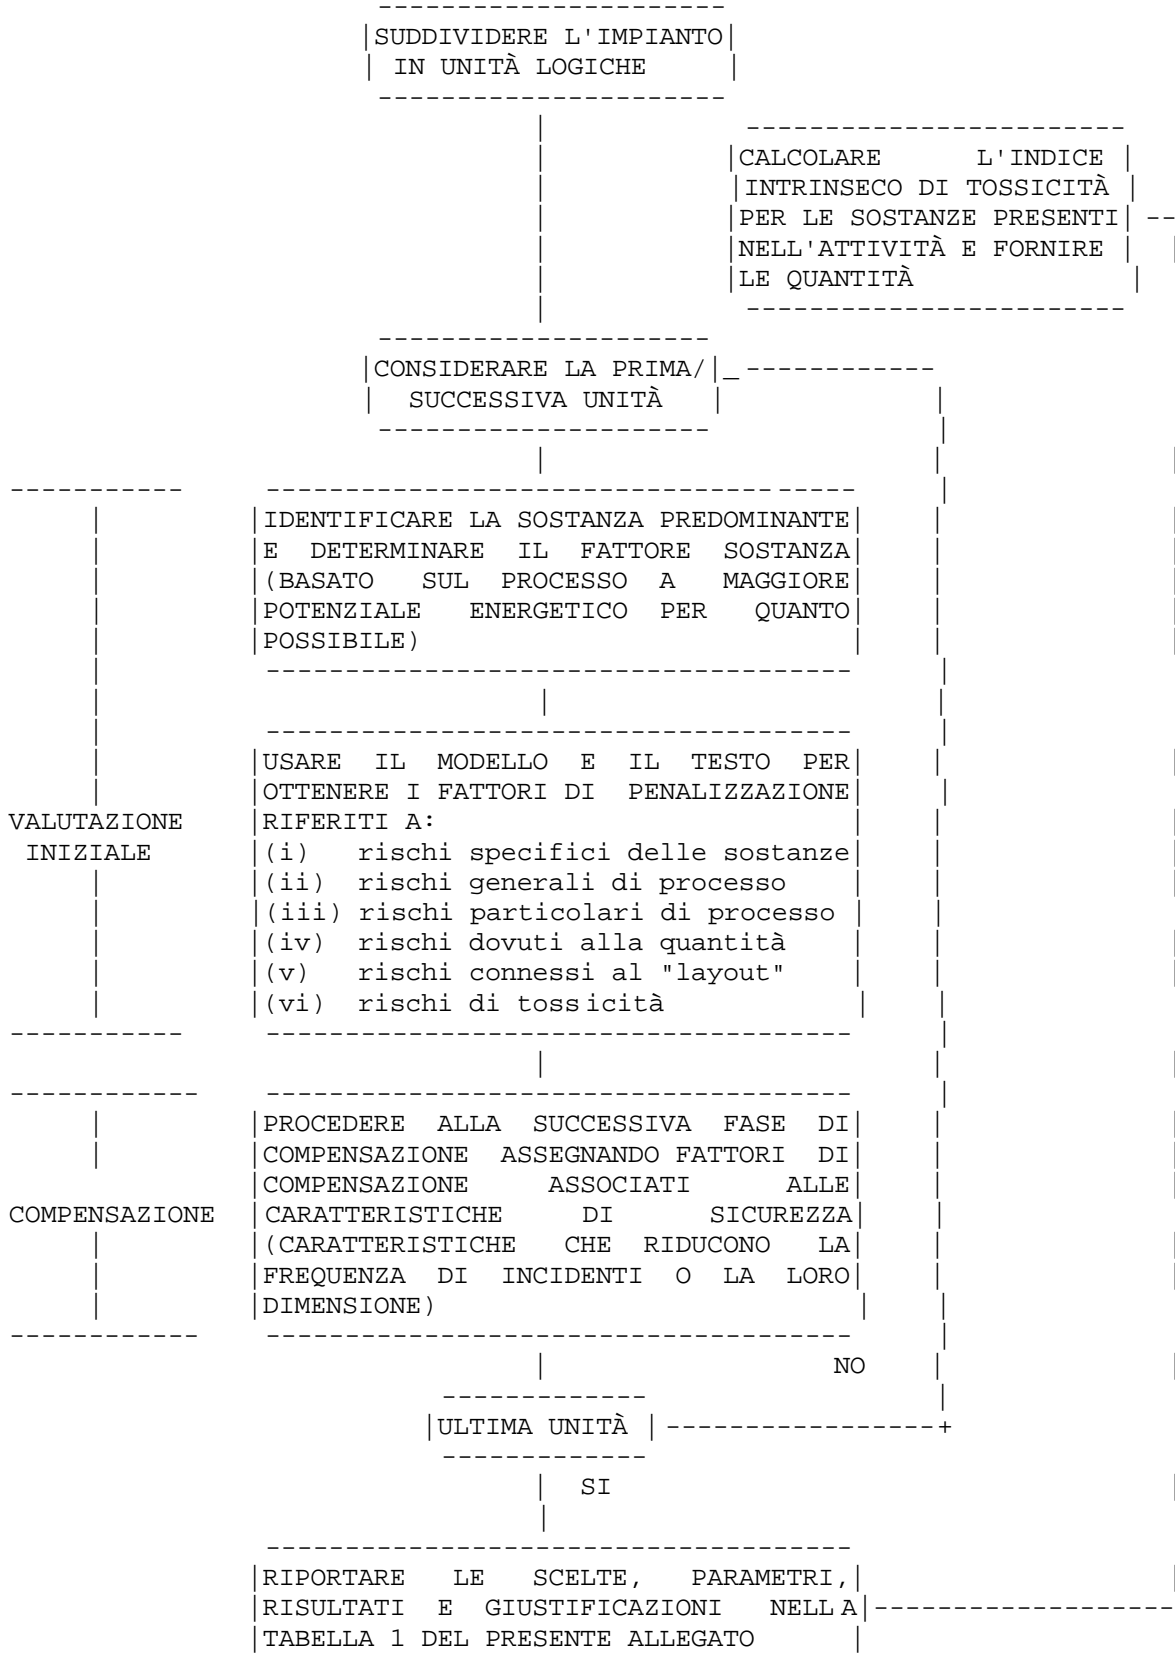 SUDDIVIDERE L'IMPIANTO
IN UNITÀ LOGICHE
CALCOLARE L'INDICE
INTRINSECO DI TOSSICITÀ
PER LE SOSTANZE PRESENTI
NELL'ATTIVITÀ E FORNIRE
LE QUANTITÀ
CONSIDERARE LA PRIMA/
SUCCESSIVA UNITÀ
IDENTIFICARE LA SOSTANZA PREDOMINANTE
E DETERMINARE IL FATTORE SOSTANZA
(BASATO SUL PROCESSO A MAGGIORE
POTENZIALE ENERGETICO PER QUANTO
POSSIBILE)
USARE IL MODELLO E IL TESTO PER
OTTENERE I FATTORI DI PENALIZZAZIONE
VALUTAZIONE RIFERITI A:
INIZIALE (i) rischi specifici delle sostanze
(ii) rischi generali di processo
(iii) rischi particolari di processo
(iv) rischi dovuti alla quantità
(v) rischi connessi al "layout"
(vi) rischi di tossicità
PROCEDERE ALLA SUCCESSIVA FASE DI
COMPENSAZIONE ASSEGNANDO FATTORI DI
COMPENSAZIONE ASSOCIATI ALLE
COMPENSAZIONE CARATTERISTICHE DI SICUREZZA
(CARATTERISTICHE CHE RIDUCONO LA
FREQUENZA DI INCIDENTI O LA LORO
DIMENSIONE)
NO
ULTIMA UNITÀ
SI
RIPORTARE LE SCELTE, PARAMETRI,
RISULTATI E GIUSTIFICAZIONI NELLA
TABELLA 1 DEL PRESENTE ALLEGATO